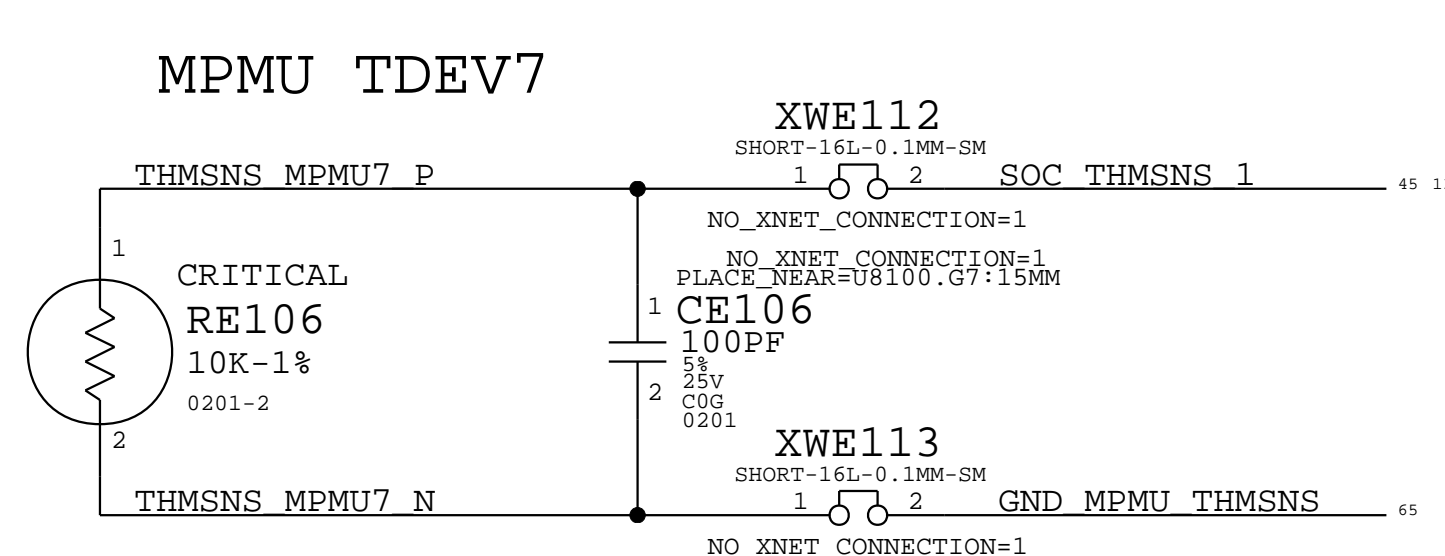 MPMU TDEV7
XWE112
SHORT-16L-0.1MM-SM
THMSNS_MPMU7_P
1
2
SOC_THMSNS_1
45
NO_XNET_CONNECTION=1
1
NO_XNET_CONNECTION=1
PLACE_NEAR=U8100.G7:15MM
CRITICAL
RE106
10K-1%
0201-2
2
1
CE106
100PF
5%
25V
C0G
0201
2
XWE113
SHORT-16L-0.1MM-SM
THMSNS_MPMU7_N
1
2
GND_MPMU_THMSNS
65
NO_XNET_CONNECTION=1